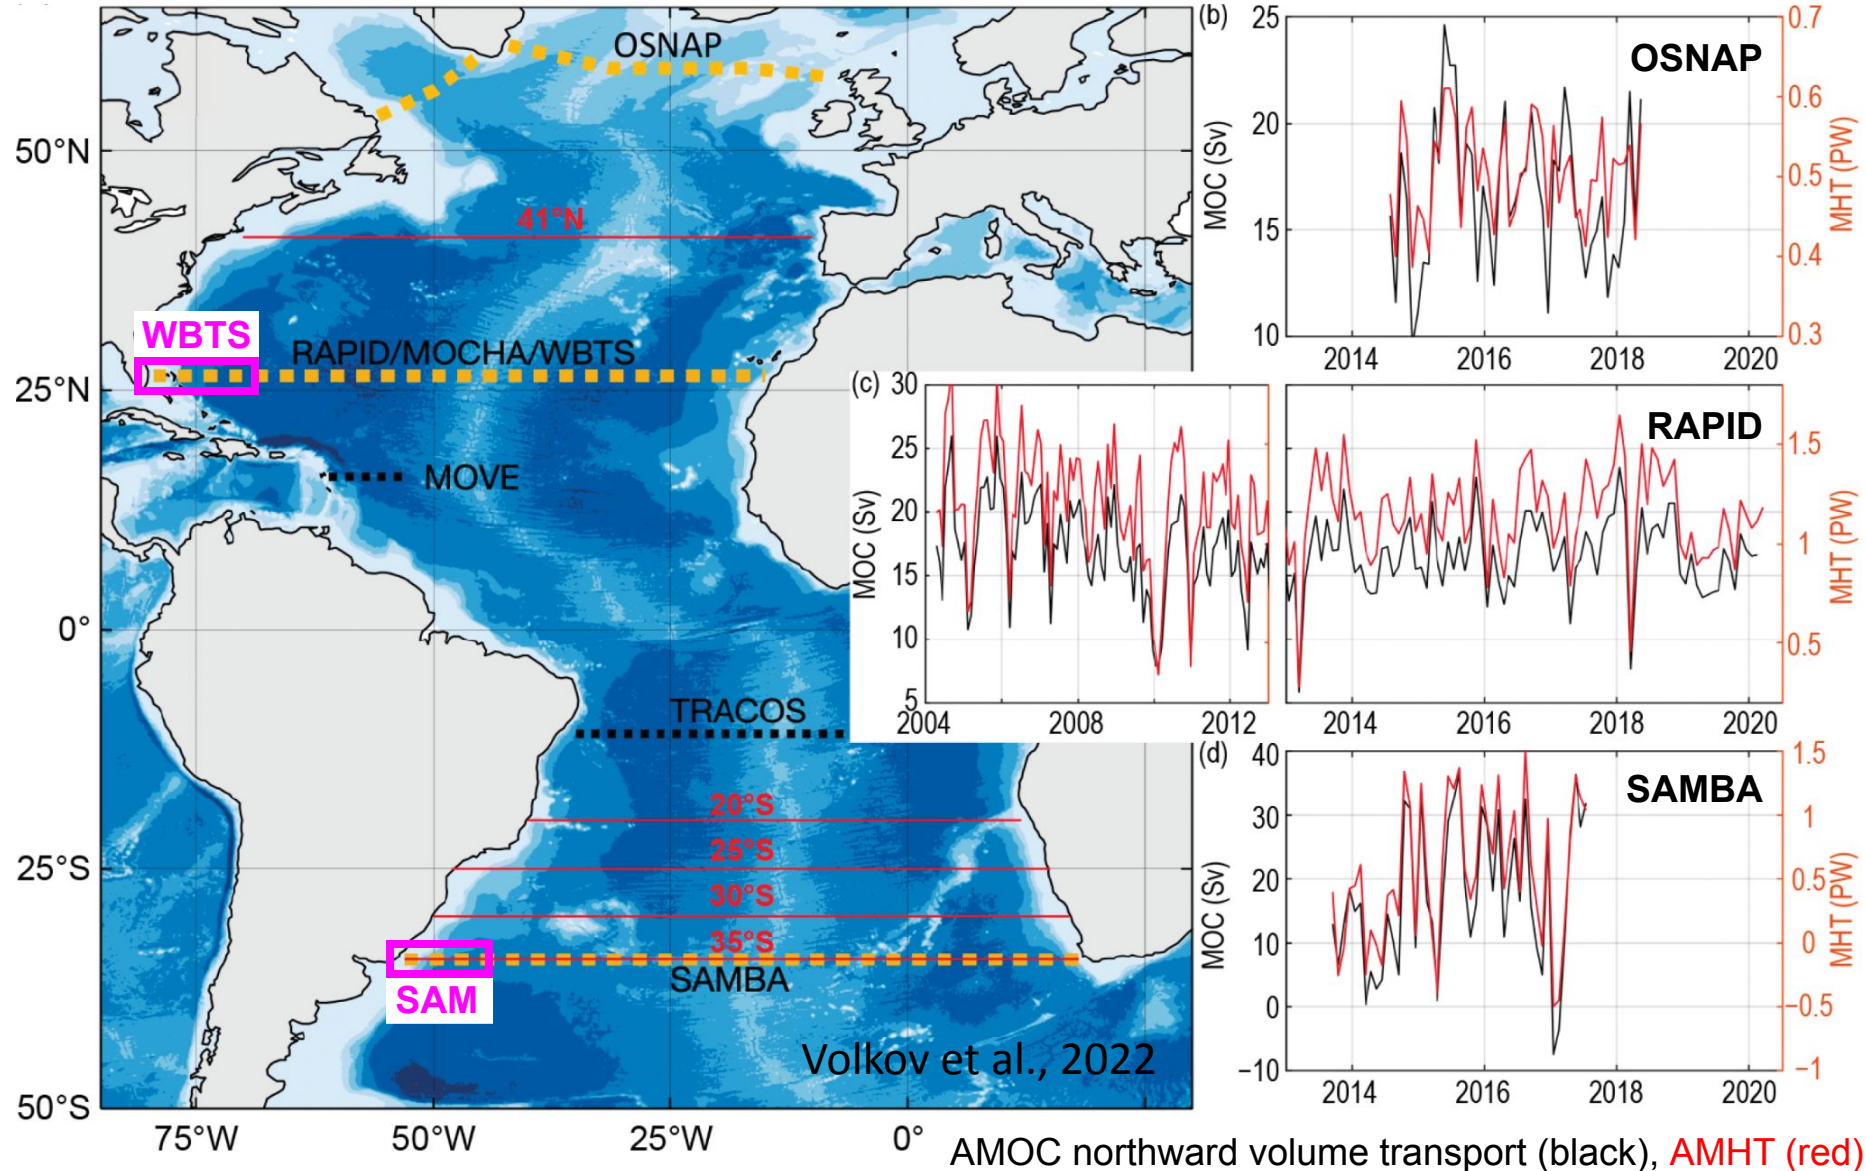 OSNAP
50°N
41°N
WBTS
RAPID/MOCHA/WBTS
25°N
MOVE
0°
TRACOS
20°S
25°S
25°S
30°S
35°S
SAMBA
SAM
Volkov et al., 2022
50°S
75°W
50°W
25°W
0°
(b)
25
20
15
10
MOC (Sv)
OSNAP
0.7
0.6
0.5
0.4
0.3
MHT (PW)
2014
2016
2018
2020
(c)
30
25
20
15
10
5
MOC (Sv)
2004
2008
2012
RAPID
1.5
1
0.5
MHT (PW)
2014
2016
2018
2020
(d)
40
30
20
10
0
−10
MOC (Sv)
SAMBA
1.5
1
0.5
0
−0.5
−1
MHT (PW)
2014
2016
2018
2020
AMOC northward volume transport (black), AMHT (red)